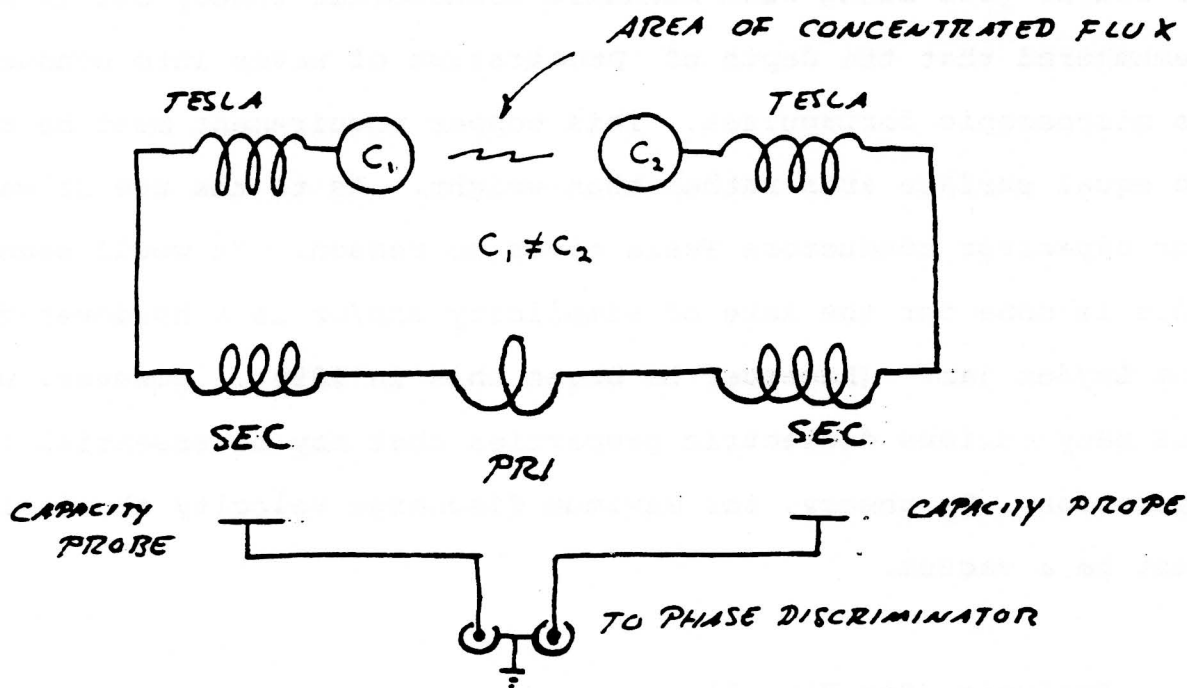 AREA OF CONCENTRATED FLUX
TESLA
TESLA
C₁
C₂
C₁ ≠ C₂
SEC
PRI
SEC
CAPACITY
PROBE
CAPACITY PROPE
TO PHASE DISCRIMINATOR